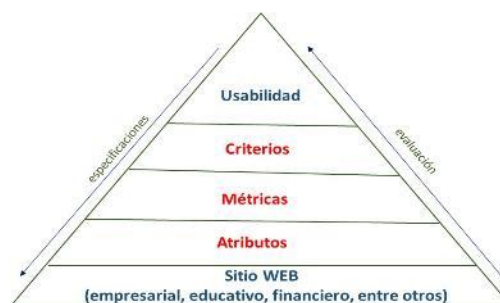 Usabilidad
especificaciones
evaluación
Criterios
Métricas
Atributos
Sitio WEB
(empresarial, educativo, financiero, entre otros)